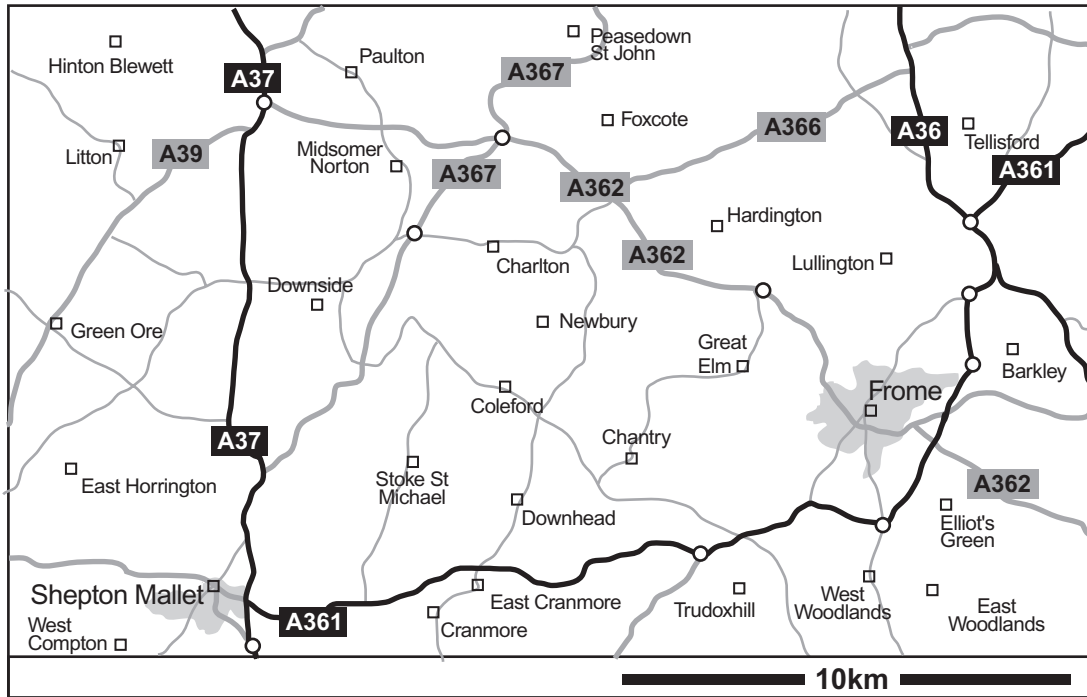 Peasedown
St John
Hinton Blewett
Paulton
A37
A367
Foxcote
A366
A36
Tellisford
A39
Litton
Midsomer
Norton
A367
A362
A361
Hardington
A362
Charlton
Lullington
Downside
Green Ore
Newbury
Great
Elm
Barkley
Frome
Coleford
A37
Chantry
East Horrington
Stoke St
Michael
A362
Downhead
Elliot's
Green
Shepton Mallet
East Cranmore
Trudoxhill
West
Woodlands
East
Woodlands
A361
Cranmore
West
Compton
10km